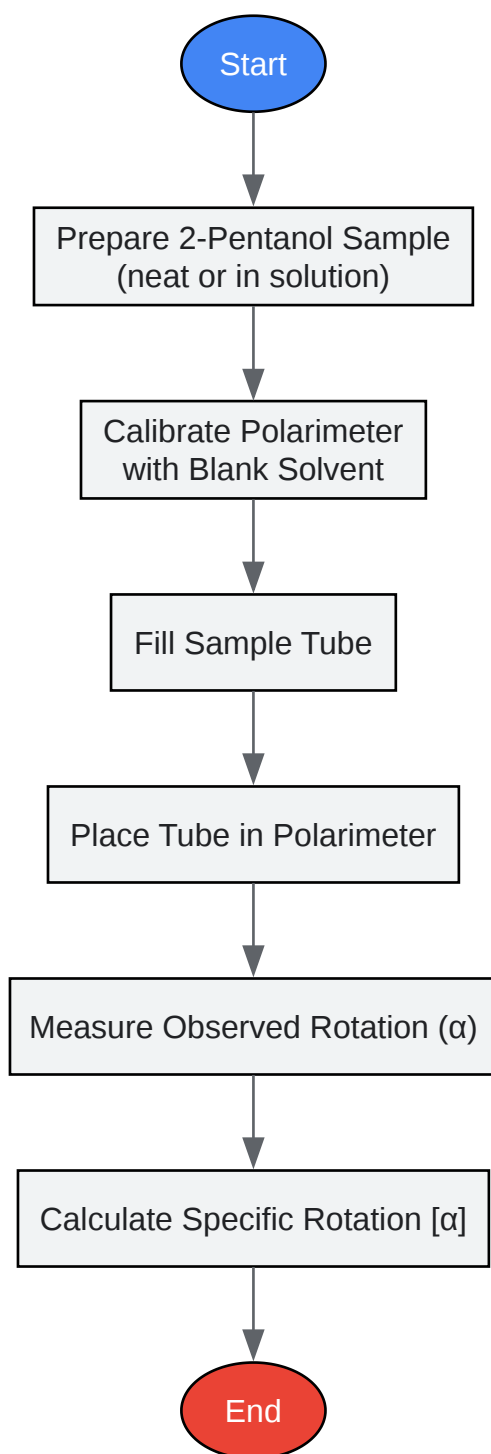 Start
Prepare 2-Pentanol Sample
(neat or in solution)
Calibrate Polarimeter
with Blank Solvent
Fill Sample Tube
Place Tube in Polarimeter
Measure Observed Rotation (α)
Calculate Specific Rotation [α]
End